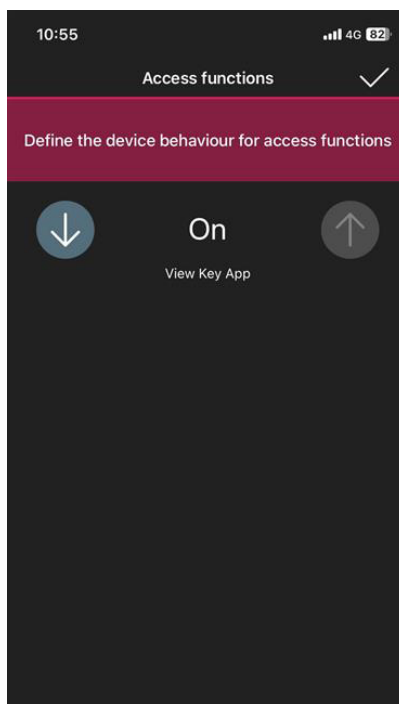 10:55
4G 82
Access functions
Define the device behaviour for access functions
On
View Key App